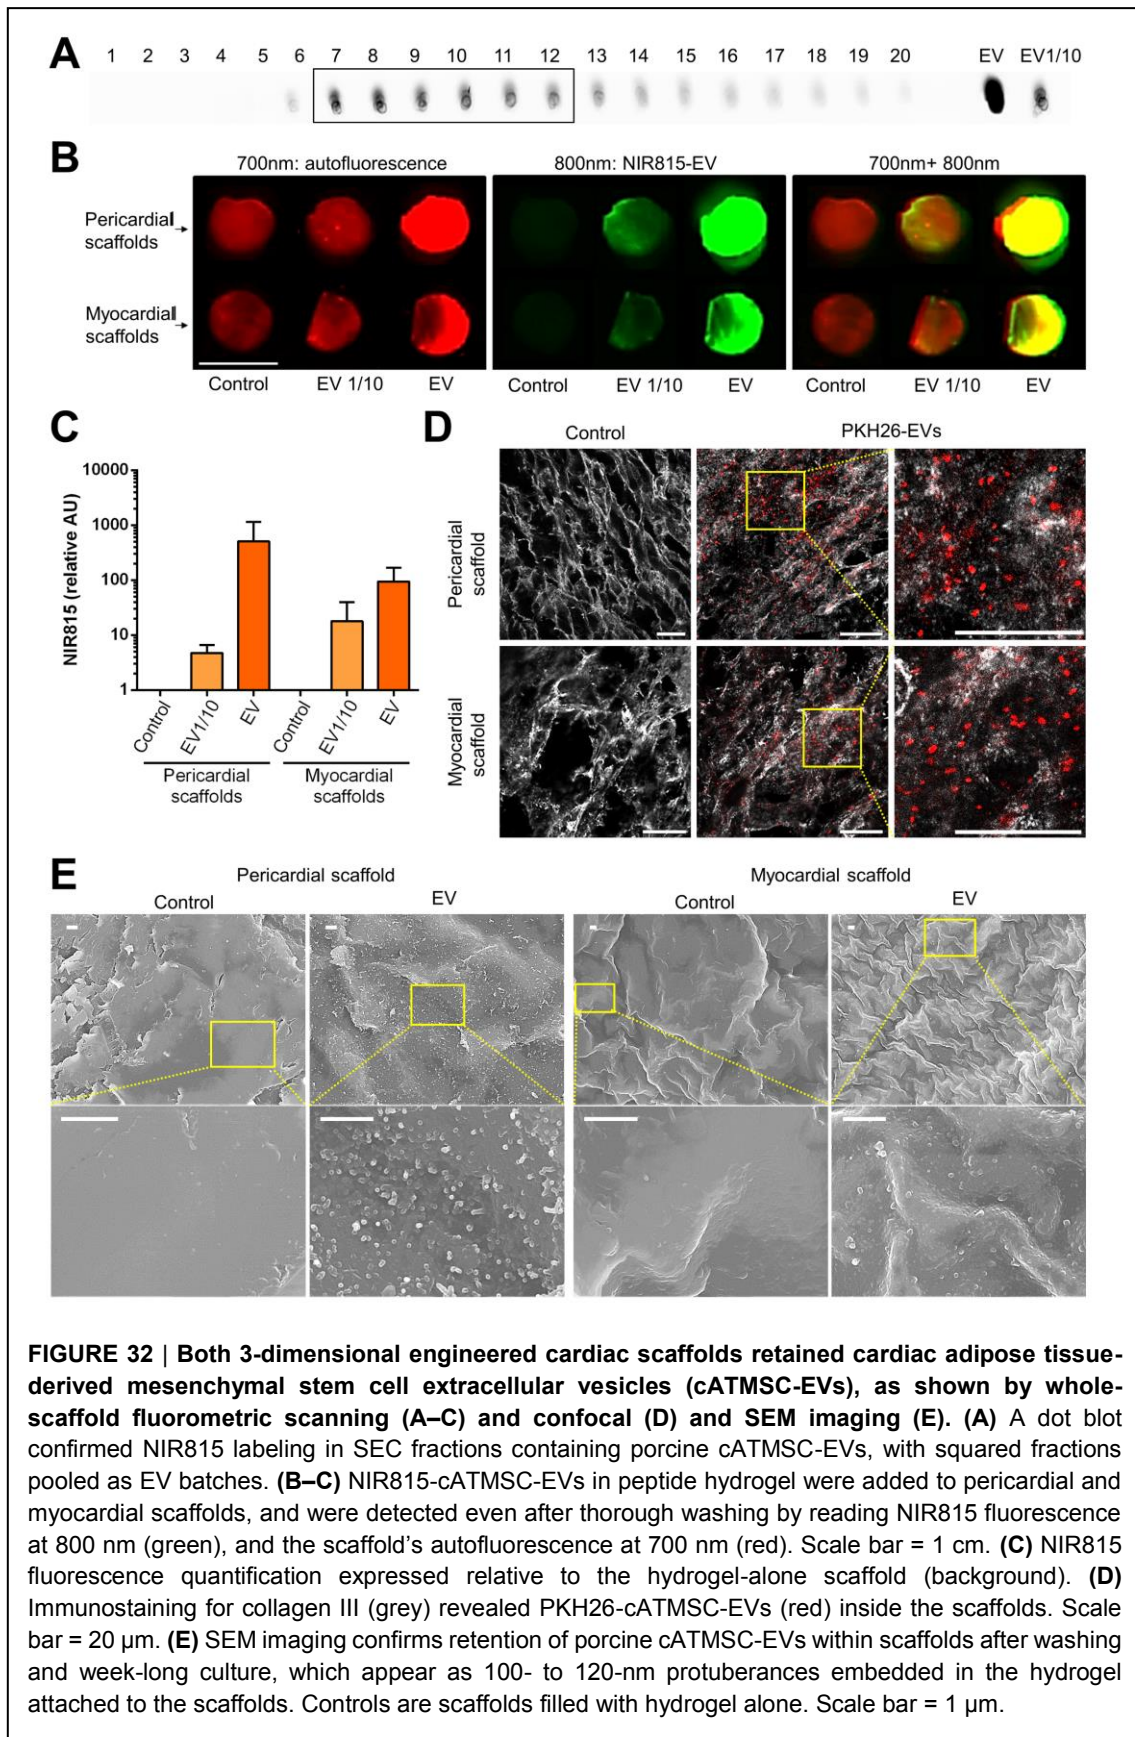 A
1 2 3 4 5 6 7 8 9 10 11 12 13 14 15 16 17 18 19 20 EV EV1/10
B
700nm: autofluorescence 800nm: NIR815-EV 700nm+ 800nm
Pericardial
scaffolds
Myocardial
scaffolds
Control EV 1/10 EV Control EV 1/10 EV Control EV 1/10 EV
C
NIR815 (relative AU)
10000
1000
100
10
1
Control EV1/10 EV Control EV1/10 EV
Pericardial
scaffolds
Myocardial
scaffolds
D
Control PKH26-EVs
Pericardial
scaffold
Myocardial
scaffold
E
Pericardial scaffold Myocardial scaffold
Control EV Control EV
FIGURE 32 | Both 3-dimensional engineered cardiac scaffolds retained cardiac adipose tissue-
derived mesenchymal stem cell extracellular vesicles (cATMSC-EVs), as shown by whole-
scaffold fluorometric scanning (A–C) and confocal (D) and SEM imaging (E). (A) A dot blot
confirmed NIR815 labeling in SEC fractions containing porcine cATMSC-EVs, with squared fractions
pooled as EV batches. (B–C) NIR815-cATMSC-EVs in peptide hydrogel were added to pericardial and
myocardial scaffolds, and were detected even after thorough washing by reading NIR815 fluorescence
at 800 nm (green), and the scaffold’s autofluorescence at 700 nm (red). Scale bar = 1 cm. (C) NIR815
fluorescence quantification expressed relative to the hydrogel-alone scaffold (background). (D)
Immunostaining for collagen III (grey) revealed PKH26-cATMSC-EVs (red) inside the scaffolds. Scale
bar = 20 µm. (E) SEM imaging confirms retention of porcine cATMSC-EVs within scaffolds after washing
and week-long culture, which appear as 100- to 120-nm protuberances embedded in the hydrogel
attached to the scaffolds. Controls are scaffolds filled with hydrogel alone. Scale bar = 1 µm.